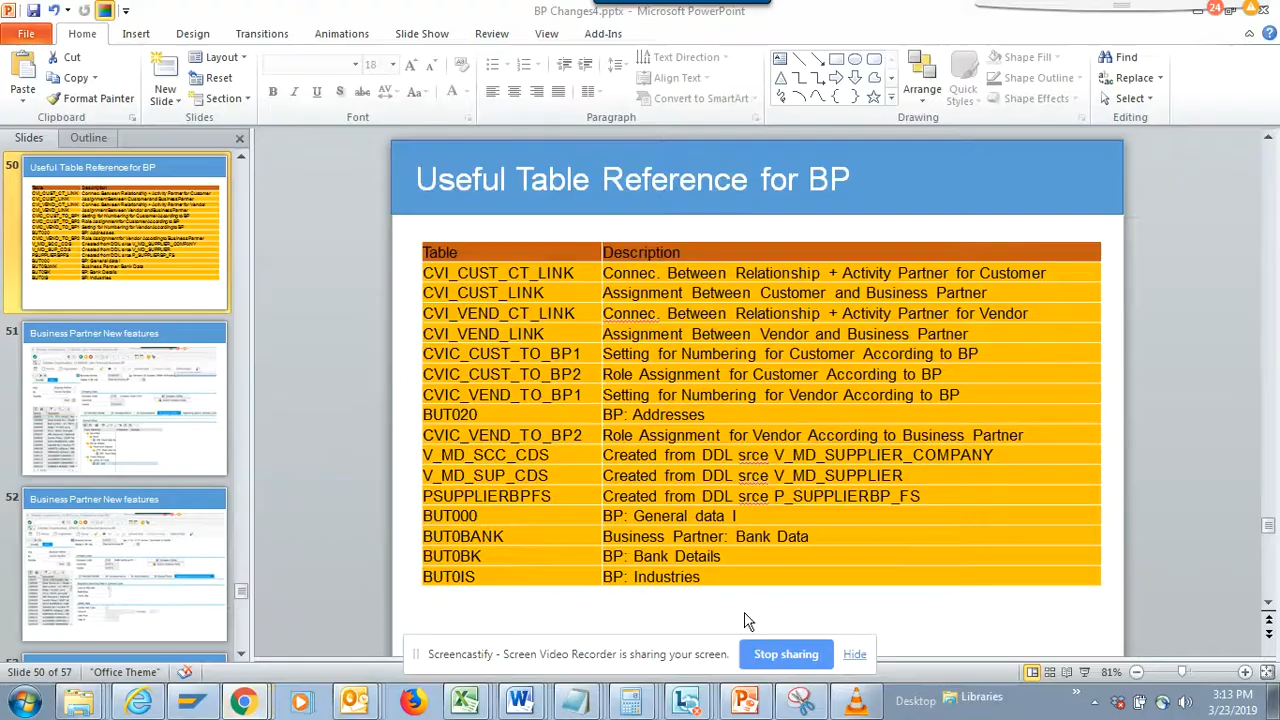 BP Changes4.pptx - Microsoft PowerPoint
24
File Home Insert Design Transitions Animations Slide Show Review View Add-Ins
Paste
Cut
Copy
Format Painter
Clipboard
New Slide
Layout
Reset
Section
Slides
18
Font
Text Direction
Align Text
Convert to SmartArt
Paragraph
Arrange
Quick Styles
Shape Fill
Shape Outline
Shape Effects
Drawing
Find
Replace
Select
Editing
Slides Outline
50
Useful Table Reference for BP
51
Business Partner New features
52
Business Partner New features
Useful Table Reference for BP
Table Description
CVI_CUST_CT_LINK Connec. Between Relationship + Activity Partner for Customer
CVI_CUST_LINK Assignment Between Customer and Business Partner
CVI_VEND_CT_LINK Connec. Between Relationship + Activity Partner for Vendor
CVI_VEND_LINK Assignment Between Vendor and Business Partner
CVIC_CUST_TO_BP1 Setting for Numbering for Customer According to BP
CVIC_CUST_TO_BP2 Role Assignment for Customer According to BP
CVIC_VEND_TO_BP1 Setting for Numbering for Vendor According to BP
BUT020 BP: Addresses
CVIC_VEND_TO_BP2 Role Assignment for Vendor According to Business Partner
V_MD_SCC_CDS Created from DDL srce V_MD_SUPPLIER_COMPANY
V_MD_SUP_CDS Created from DDL srce V_MD_SUPPLIER
PSUPPLIERBPFS Created from DDL srce P_SUPPLIERBP_FS
BUT000 BP: General data I
BUT0BANK Business Partner: Bank Data
BUT0BK BP: Bank Details
BUT0IS BP: Industries
Screencastify - Screen Video Recorder is sharing your screen. Stop sharing Hide
Slide 50 of 57 "Office Theme" 81%
Desktop Libraries
3:13 PM
3/23/2019